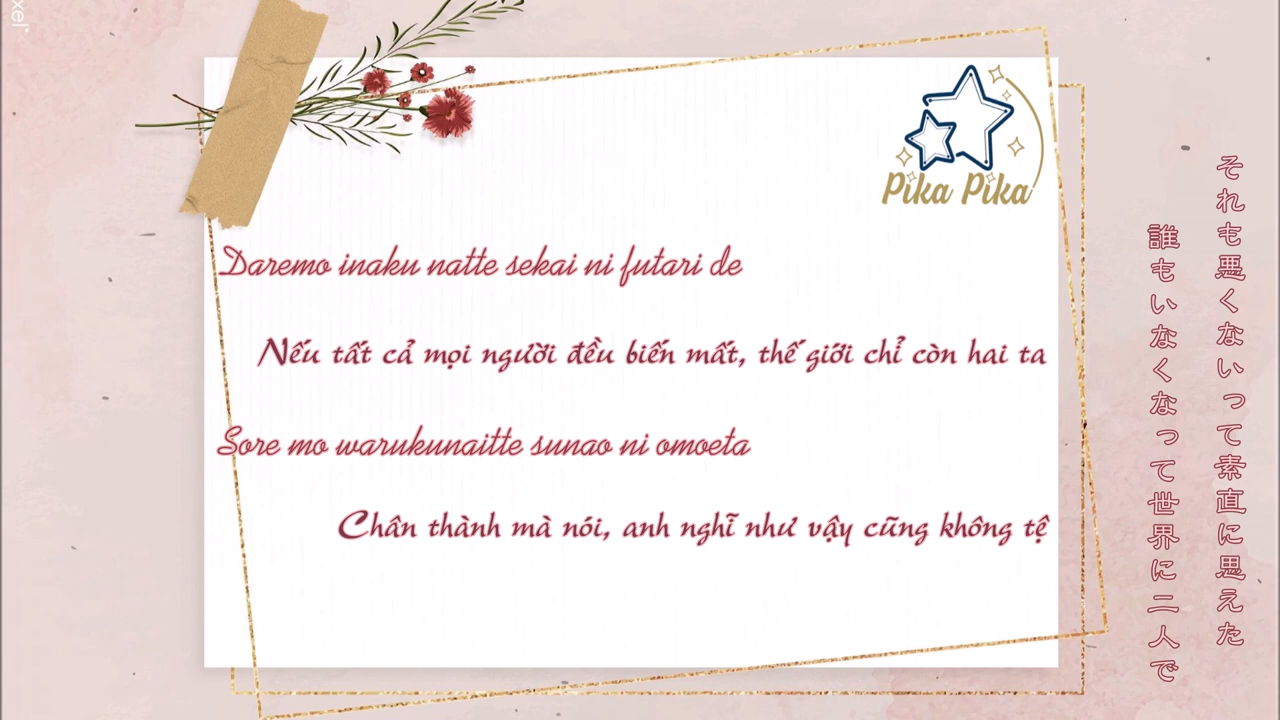 xel
Pika Pika
Daremo inaku natte sekai ni futari de
Nếu tất cả mọi người đều biến mất, thế giới chỉ còn hai ta
Sore mo warukunaitte sunao ni omoeta
Chân thành mà nói, anh nghĩ như vậy cũng không tệ
それも悪くないって素直に思えた
誰もいなくなって世界に二人で